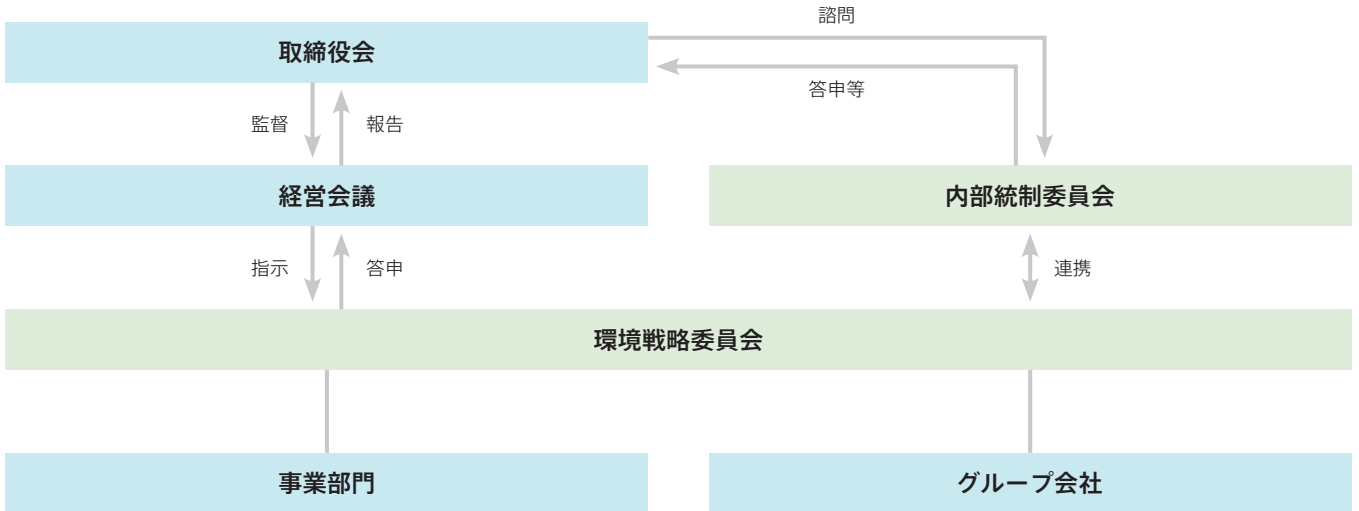 諮問
取締役会
答申等
監督
報告
経営会議
内部統制委員会
指示
答申
連携
環境戦略委員会
事業部門
グループ会社